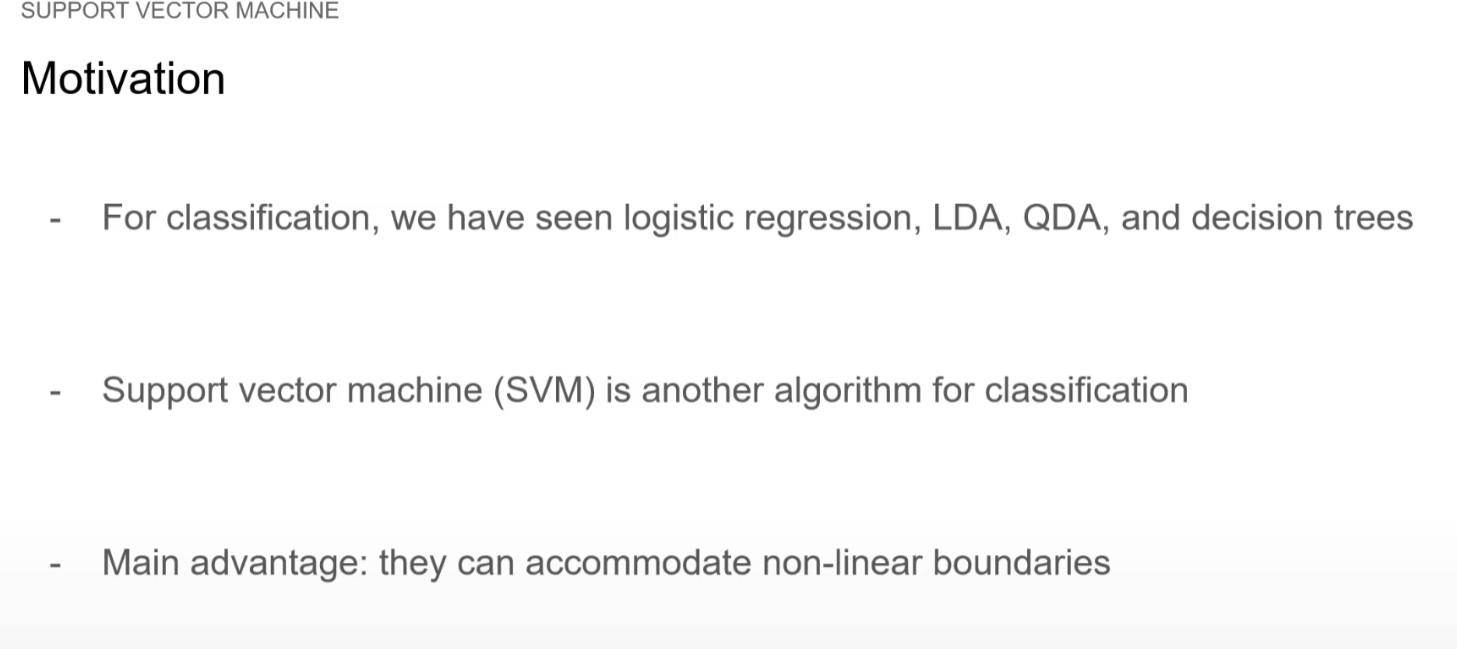 SUPPORT VECTOR MACHINE
Motivation
- For classification, we have seen logistic regression, LDA, QDA, and decision trees
- Support vector machine (SVM) is another algorithm for classification
- Main advantage: they can accommodate non-linear boundaries